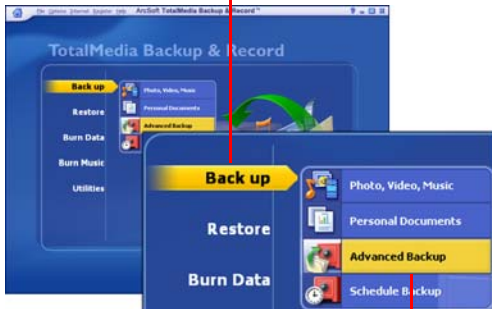 File Options Internet Register Help ArcSoft TotalMedia Backup & Record™
TotalMedia Backup & Record
Back up
Restore
Burn Data
Burn Music
Utilities
Photo, Video, Music
Personal Documents
Advanced Backup
Back up
Restore
Burn Data
Photo, Video, Music
Personal Documents
Advanced Backup
Schedule Backup